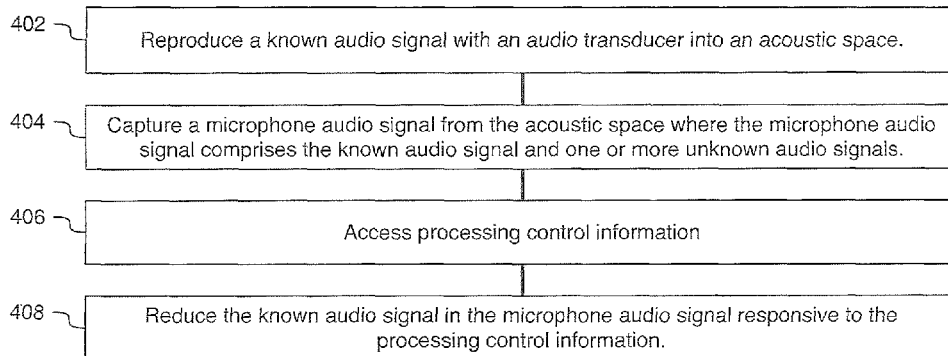 402
Reproduce a known audio signal with an audio transducer into an acoustic space.
404
Capture a microphone audio signal from the acoustic space where the microphone audio
signal comprises the known audio signal and one or more unknown audio signals.
406
Access processing control information
408
Reduce the known audio signal in the microphone audio signal responsive to the
processing control information.